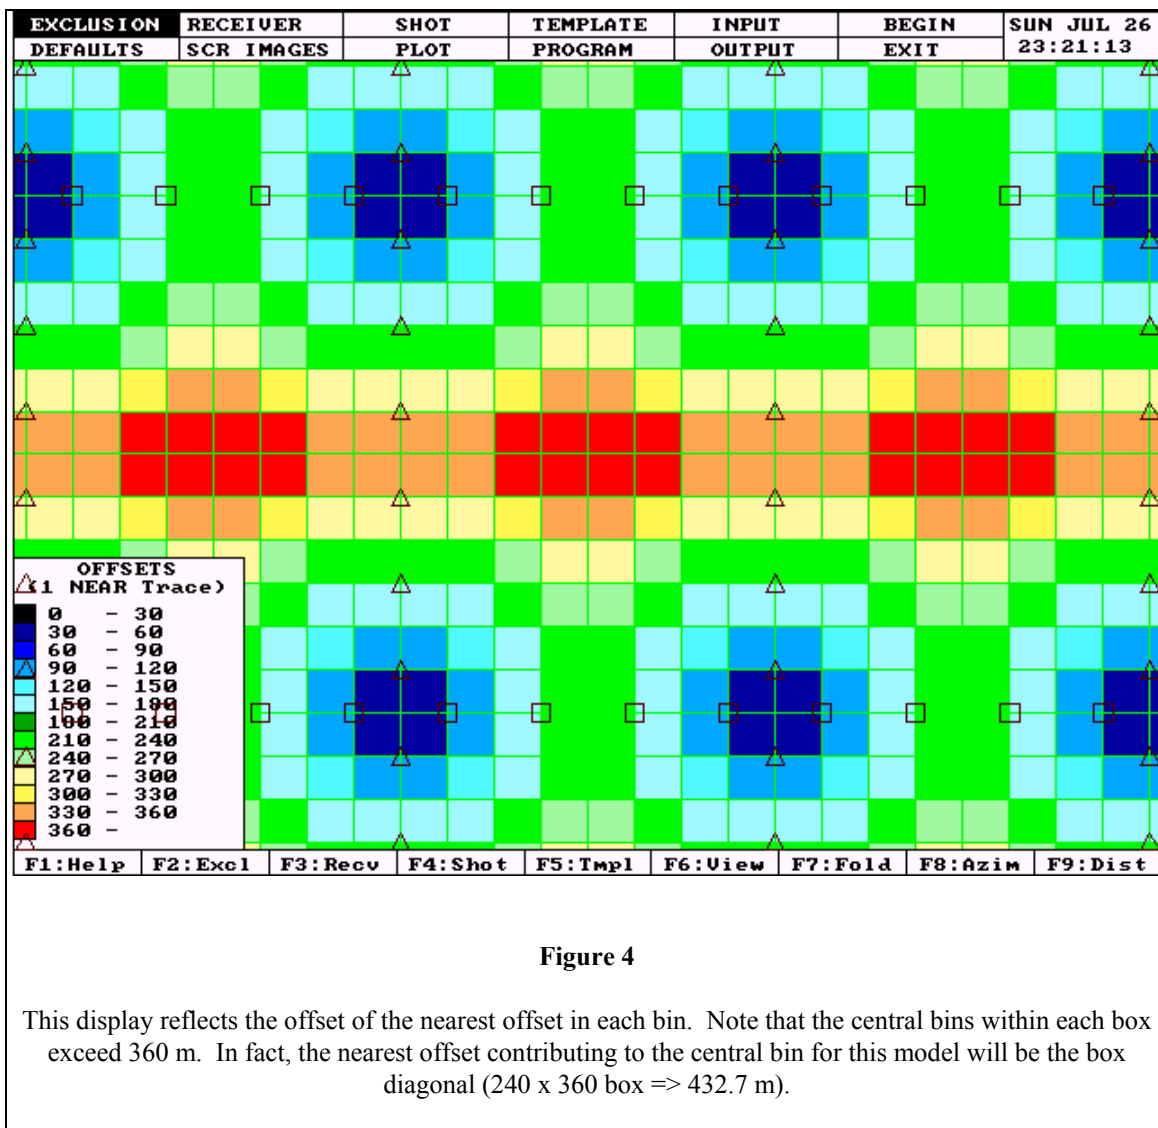 EXCLUSION RECEIVER SHOT TEMPLATE INPUT BEGIN SUN JUL 26
DEFAULTS SCR IMAGES PLOT PROGRAM OUTPUT EXIT 23:21:13
OFFSETS
(1 NEAR Trace)
0 - 30
30 - 60
60 - 90
90 - 120
120 - 150
150 - 180
180 - 210
210 - 240
240 - 270
270 - 300
300 - 330
330 - 360
360 -
F1:Help F2:Excl F3:Recv F4:Shot F5:Tmpl F6:View F7:Fold F8:Azim F9:Dist
Figure 4
This display reflects the offset of the nearest offset in each bin. Note that the central bins within each box
exceed 360 m. In fact, the nearest offset contributing to the central bin for this model will be the box
diagonal (240 x 360 box => 432.7 m).